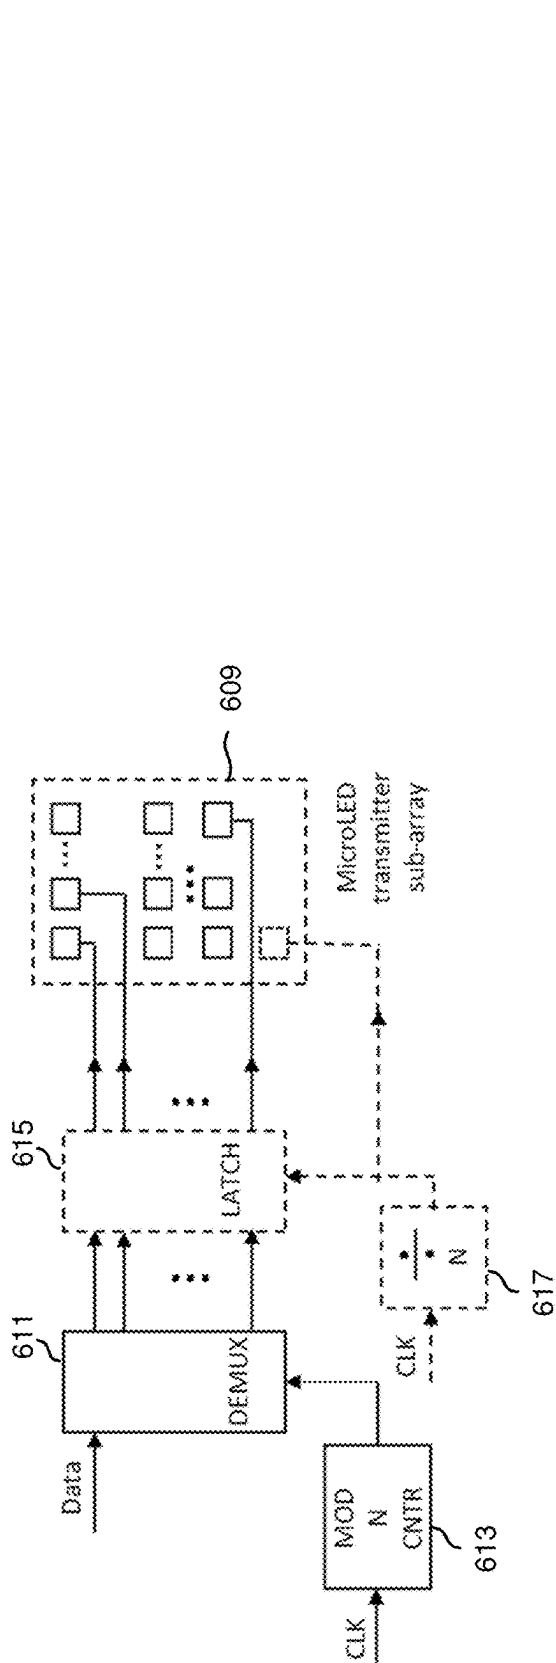 Data
611
DEMUX
615
LATCH
609
MicroLED
transmitter
sub-array
CLK
MOD
N
CNTR
613
CLK
N
617